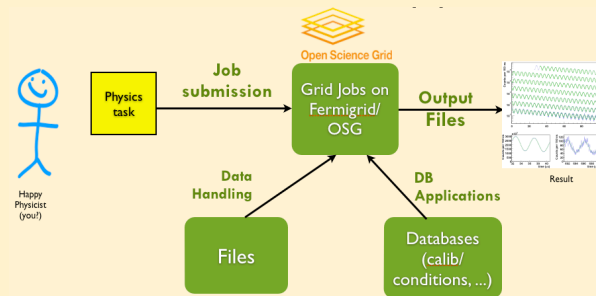 Open Science Grid
Job
submission
Physics
task
Grid Jobs on
Fermigrid/
OSG
Output
Files
Happy
Physicist
(you?)
Data
Handling
DB
Applications
Result
Files
Databases
(calib/
conditions, ...)